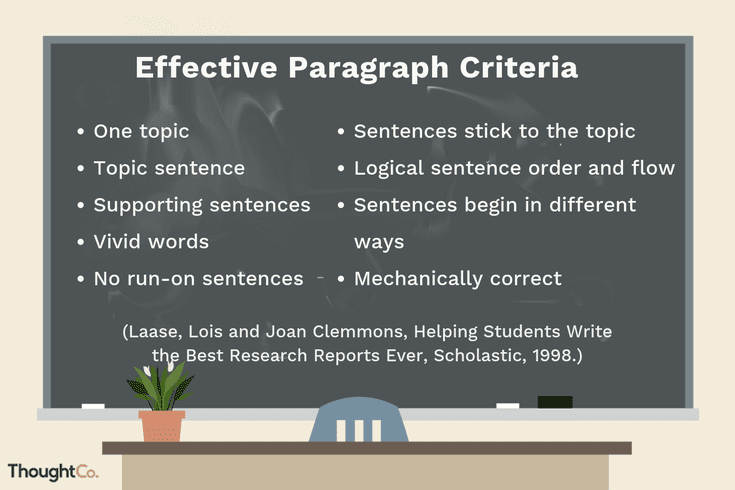 Effective Paragraph Criteria
• One topic
• Topic sentence
• Supporting sentences
• Vivid words
• No run-on sentences
• Sentences stick to the topic
• Logical sentence order and flow
• Sentences begin in different
ways
• Mechanically correct
(Laase, Lois and Joan Clemmons, Helping Students Write
the Best Research Reports Ever, Scholastic, 1998.)
ThoughtCo.